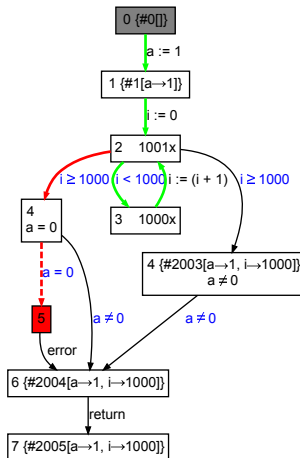 0 {#0[]}
a := 1
1 {#1[a→1]}
i := 0
2 1001x
i ≥ 1000 i < 1000 i := (i + 1) i ≥ 1000
4
a = 0
3 1000x
4 {#2003[a→1, i→1000]}
a ≠ 0
a = 0
5
a ≠ 0
a ≠ 0
error
6 {#2004[a→1, i→1000]}
return
7 {#2005[a→1, i→1000]}